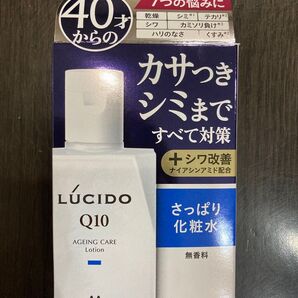 40才
からの
7つの悩みに
乾燥 シミ テカリ
シワ カミソリ負け
ハリのなさ くすみ
カサつき
シミまで
すべて対策
+シワ改善
ナイアシンアミド配合
LÚCIDO
Q10
AGEING CARE
Lotion
さっぱり
化粧水
無香料